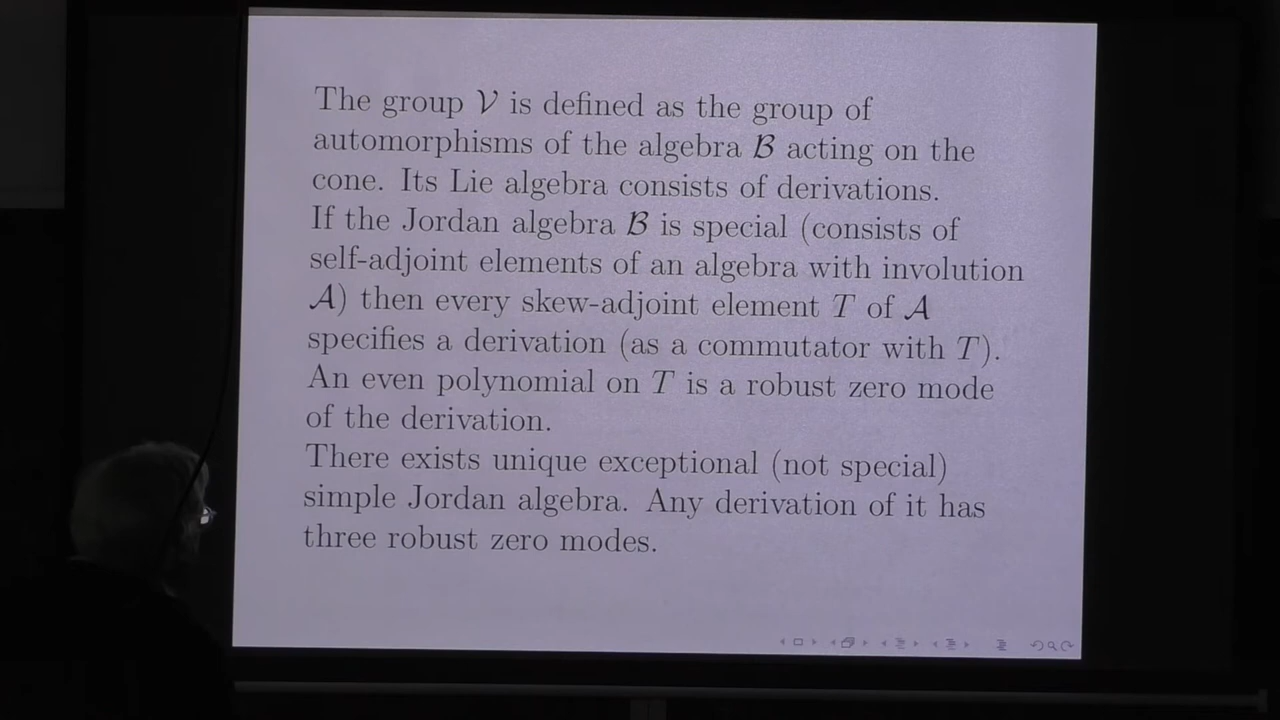 The group 𝒱 is defined as the group of
automorphisms of the algebra ℬ acting on the
cone. Its Lie algebra consists of derivations.
If the Jordan algebra ℬ is special (consists of
self-adjoint elements of an algebra with involution
𝒜) then every skew-adjoint element T of 𝒜
specifies a derivation (as a commutator with T).
An even polynomial on T is a robust zero mode
of the derivation.
There exists unique exceptional (not special)
simple Jordan algebra. Any derivation of it has
three robust zero modes.